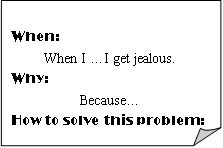 When:
When I ... I get jealous.
Why:
Because...
How to solve this problem: